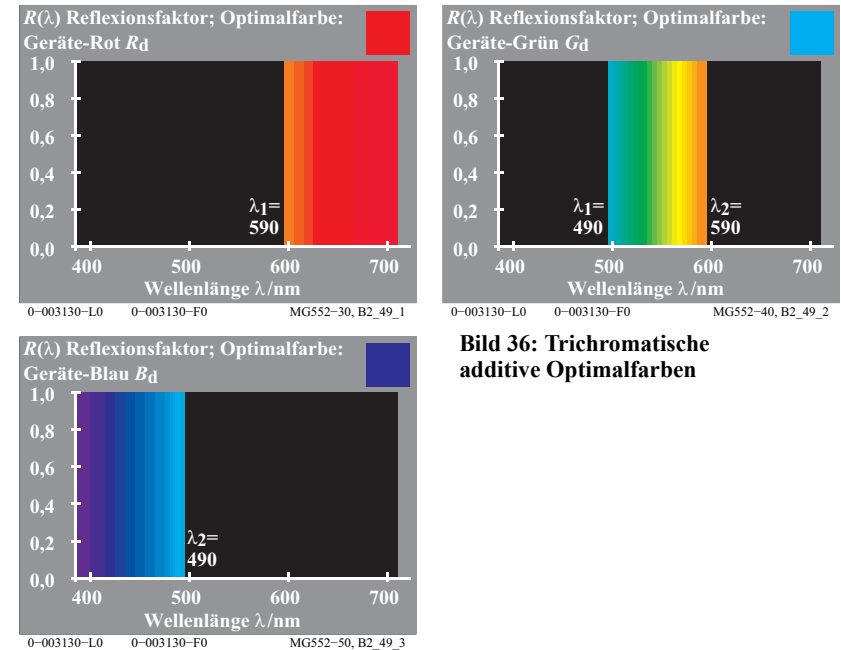 R(λ) Reflexionsfaktor; Optimalfarbe:
Geräte-Rot Rd
1,0
0,8
0,6
0,4
0,2
0,0
λ1=
590
400 500 600 700
Wellenlänge λ/nm
0−003130−L0 0−003130−F0 MG552−30, B2_49_1
R(λ) Reflexionsfaktor; Optimalfarbe:
Geräte-Grün Gd
1,0
0,8
0,6
0,4
0,2
0,0
λ1=
490
λ2=
590
400 500 600 700
Wellenlänge λ/nm
0−003130−L0 0−003130−F0 MG552−40, B2_49_2
R(λ) Reflexionsfaktor; Optimalfarbe:
Geräte-Blau Bd
1,0
0,8
0,6
0,4
0,2
0,0
λ2=
490
400 500 600 700
Wellenlänge λ/nm
0−003130−L0 0−003130−F0 MG552−50, B2_49_3
Bild 36: Trichromatische
additive Optimalfarben